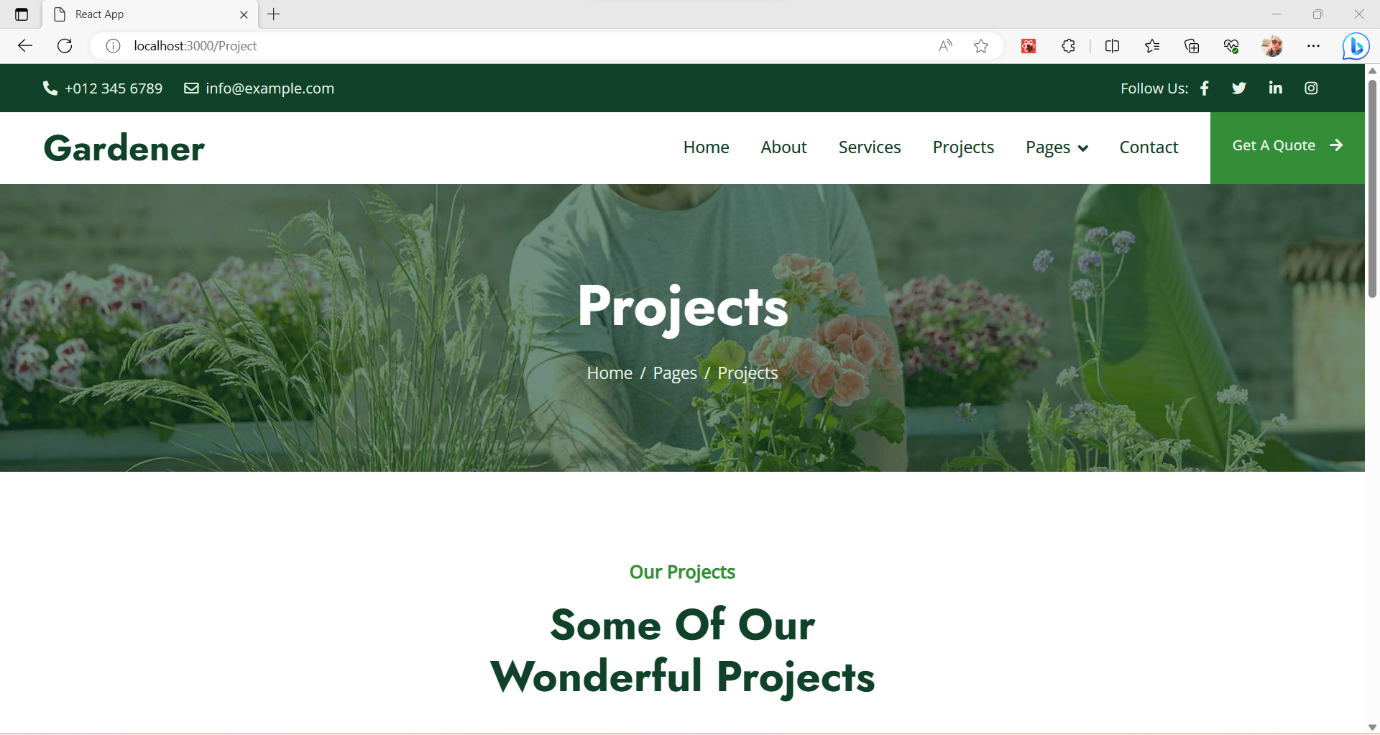 React App
localhost:3000/Project
+012 345 6789 info@example.com Follow Us:
Gardener Home About Services Projects Pages Contact Get A Quote
Projects
Home / Pages / Projects
Our Projects
Some Of Our
Wonderful Projects